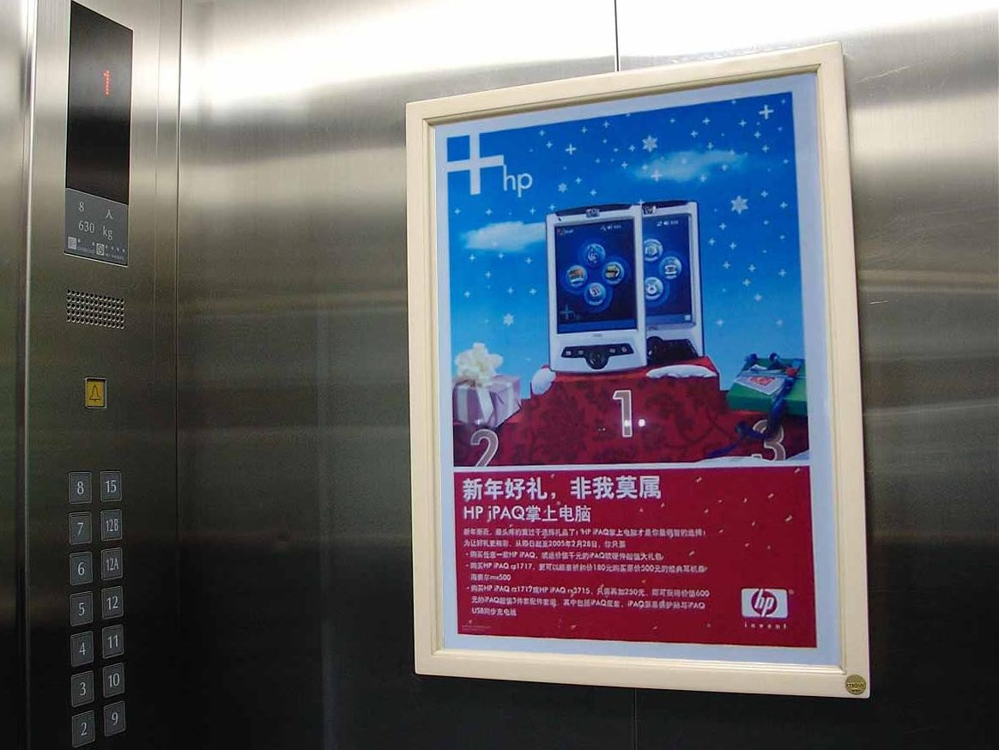 1
8 人
630 kg
8 15
7 12B
6 12A
5 12
4 11
3 10
2 9
hp
1
2
3
新年好礼，非我莫属
HP iPAQ掌上电脑
新年渐近，最头疼的莫过于选择礼品了！HP iPAQ掌上电脑才是你最明智的选择！
为让好礼更精彩，从即日起至2005年2月28日，你只要
·购买任意一款HP iPAQ，就送价值千元的iPAQ软硬件超值大礼包
·购买HP iPAQ rz1717，更可以超惠折扣价180元购买原价500元的经典耳机森
海赛尔mx500
·购买HP iPAQ rz1717或HP iPAQ rx3715，只需再加250元，即可获得价值600
元的iPAQ超值3件套配件套装，其中包括iPAQ皮套，iPAQ屏幕保护贴与iPAQ
USB同步充电线
hp
invent